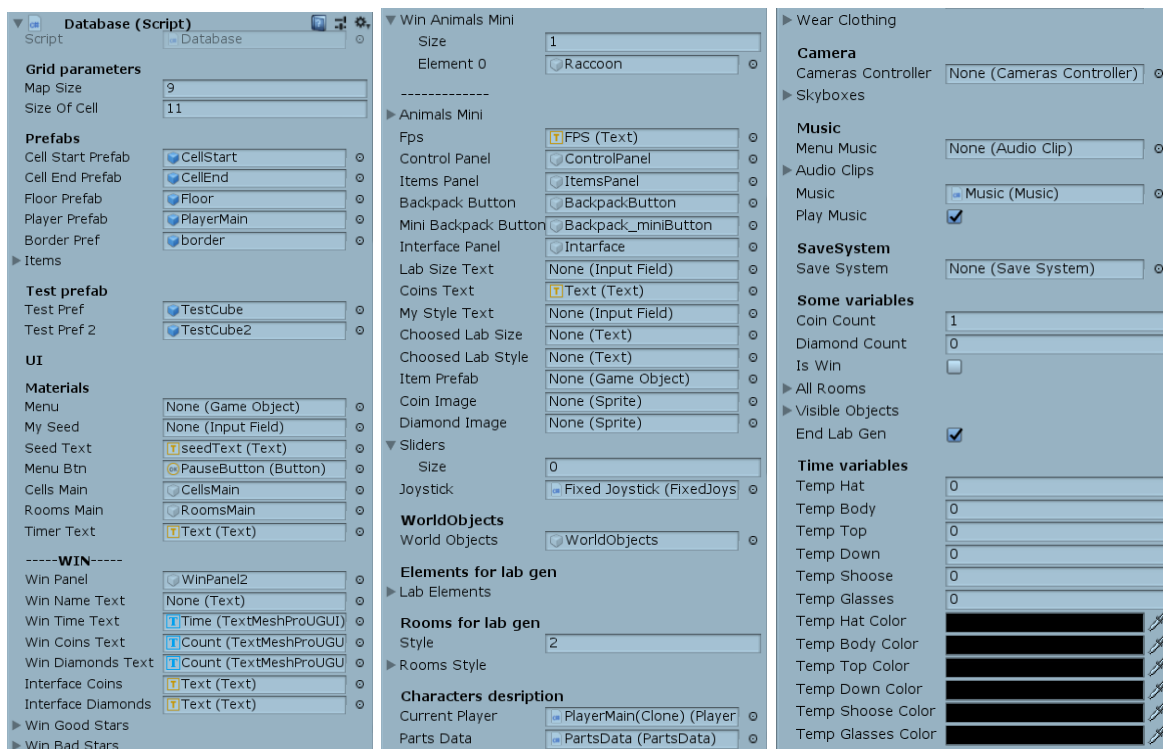 Database (Script)
Script Database
Grid parameters
Map Size 9
Size Of Cell 11
Prefabs
Cell Start Prefab CellStart
Cell End Prefab CellEnd
Floor Prefab Floor
Player Prefab PlayerMain
Border Pref border
Items
Test prefab
Test Pref TestCube
Test Pref 2 TestCube2
UI
Materials
Menu None (Game Object)
My Seed None (Input Field)
Seed Text seedText (Text)
Menu Btn PauseButton (Button)
Cells Main CellsMain
Rooms Main RoomsMain
Timer Text Text (Text)
-----WIN-----
Win Panel WinPanel2
Win Name Text None (Text)
Win Time Text Time (TextMeshProUGUI)
Win Coins Text Count (TextMeshProUGU
Win Diamonds Text Count (TextMeshProUGU
Interface Coins Text (Text)
Interface Diamonds Text (Text)
Win Good Stars
Win Bad Stars
Win Animals Mini
Size 1
Element 0 Raccoon
-------------
Animals Mini
Fps FPS (Text)
Control Panel ControlPanel
Items Panel ItemsPanel
Backpack Button BackpackButton
Mini Backpack Button Backpack_miniButton
Interface Panel Intarface
Lab Size Text None (Input Field)
Coins Text Text (Text)
My Style Text None (Input Field)
Choosed Lab Size None (Text)
Choosed Lab Style None (Text)
Item Prefab None (Game Object)
Coin Image None (Sprite)
Diamond Image None (Sprite)
Sliders
Size 0
Joystick Fixed Joystick (FixedJoys
WorldObjects
World Objects WorldObjects
Elements for lab gen
Lab Elements
Rooms for lab gen
Style 2
Rooms Style
Characters desription
Current Player PlayerMain(Clone) (Player
Parts Data PartsData (PartsData)
Wear Clothing
Camera
Cameras Controller None (Cameras Controller)
Skyboxes
Music
Menu Music None (Audio Clip)
Audio Clips
Music Music (Music)
Play Music
SaveSystem
Save System None (Save System)
Some variables
Coin Count 1
Diamond Count 0
Is Win
All Rooms
Visible Objects
End Lab Gen
Time variables
Temp Hat 0
Temp Body 0
Temp Top 0
Temp Down 0
Temp Shoose 0
Temp Glasses 0
Temp Hat Color
Temp Body Color
Temp Top Color
Temp Down Color
Temp Shoose Color
Temp Glasses Color